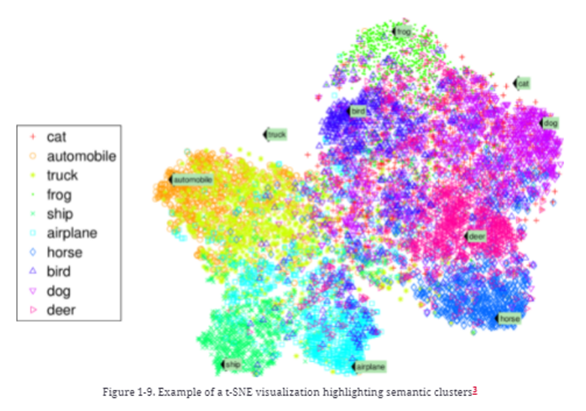 frog
cat
bird
dog
truck
cat
automobile
truck
frog
ship
airplane
horse
bird
dog
deer
automobile
deer
horse
ship
airplane
Figure 1-9. Example of a t-SNE visualization highlighting semantic clusters3